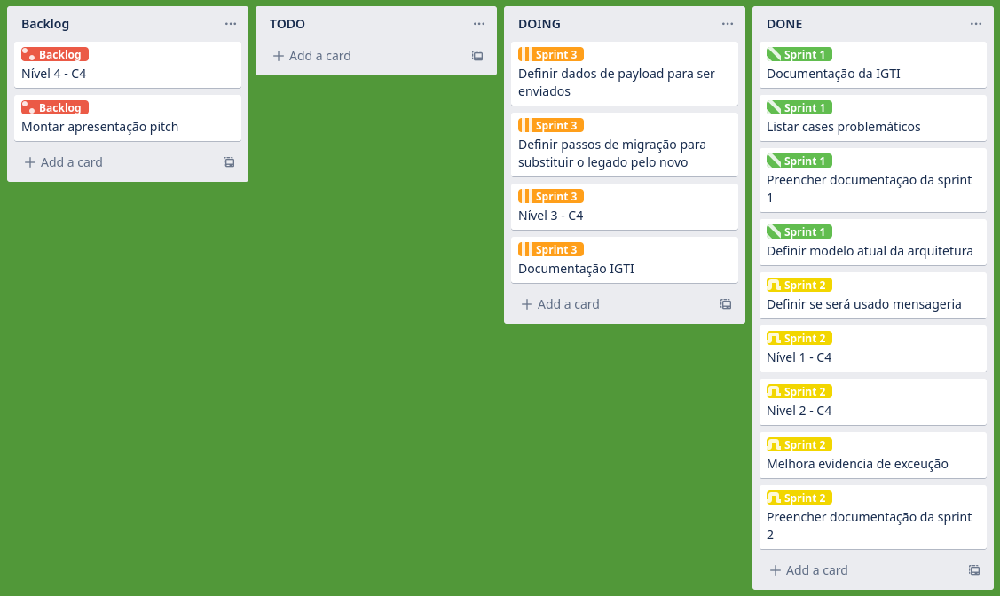 Backlog
Backlog
Nível 4 - C4
Backlog
Montar apresentação pitch
Add a card
TODO
Add a card
DOING
Sprint 3
Definir dados de payload para ser
enviados
Sprint 3
Definir passos de migração para
substituir o legado pelo novo
Sprint 3
Nível 3 - C4
Sprint 3
Documentação IGTI
Add a card
DONE
Sprint 1
Documentação da IGTI
Sprint 1
Listar cases problemáticos
Sprint 1
Preencher documentação da sprint
1
Sprint 1
Definir modelo atual da arquitetura
Sprint 2
Definir se será usado mensageria
Sprint 2
Nível 1 - C4
Sprint 2
Nivel 2 - C4
Sprint 2
Melhora evidencia de exceução
Sprint 2
Preencher documentação da sprint
2
Add a card